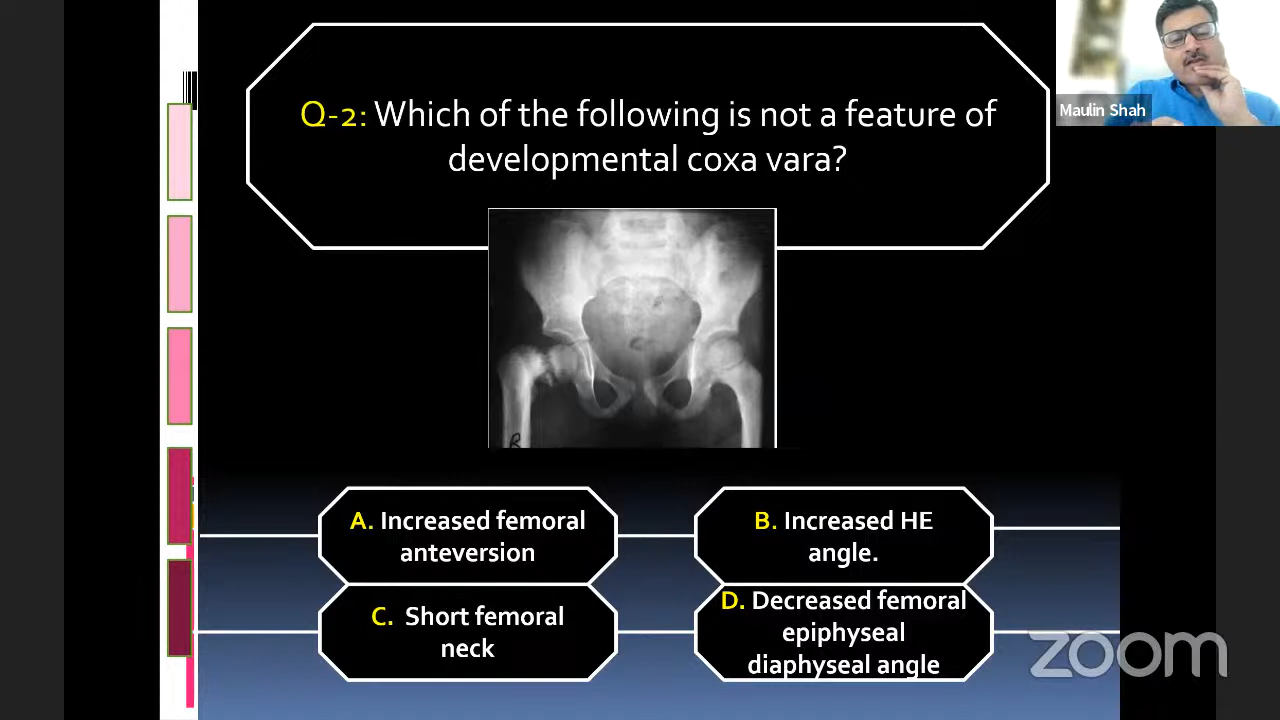 Q-2: Which of the following is not a feature of
developmental coxa vara?
Maulin Shah
R
A. Increased femoral
anteversion
B. Increased HE
angle.
C. Short femoral
neck
D. Decreased femoral
epiphyseal
diaphyseal angle
zoom